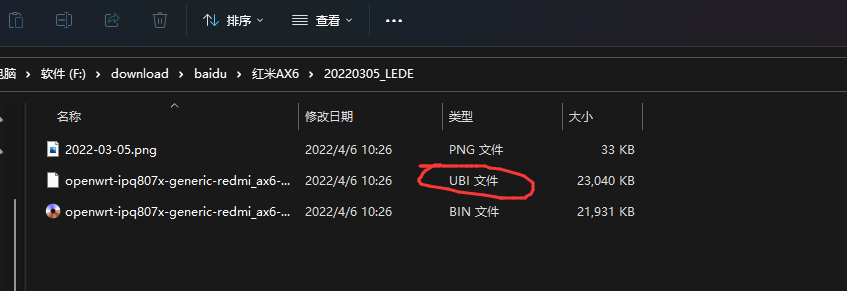 排序 查看
电脑 软件 (F:) download baidu 红米AX6 20220305_LEDE
名称 修改日期 类型 大小
2022-03-05.png 2022/4/6 10:26 PNG 文件 33 KB
openwrt-ipq807x-generic-redmi_ax6-... 2022/4/6 10:26 UBI 文件 23,040 KB
openwrt-ipq807x-generic-redmi_ax6-... 2022/4/6 10:26 BIN 文件 21,931 KB